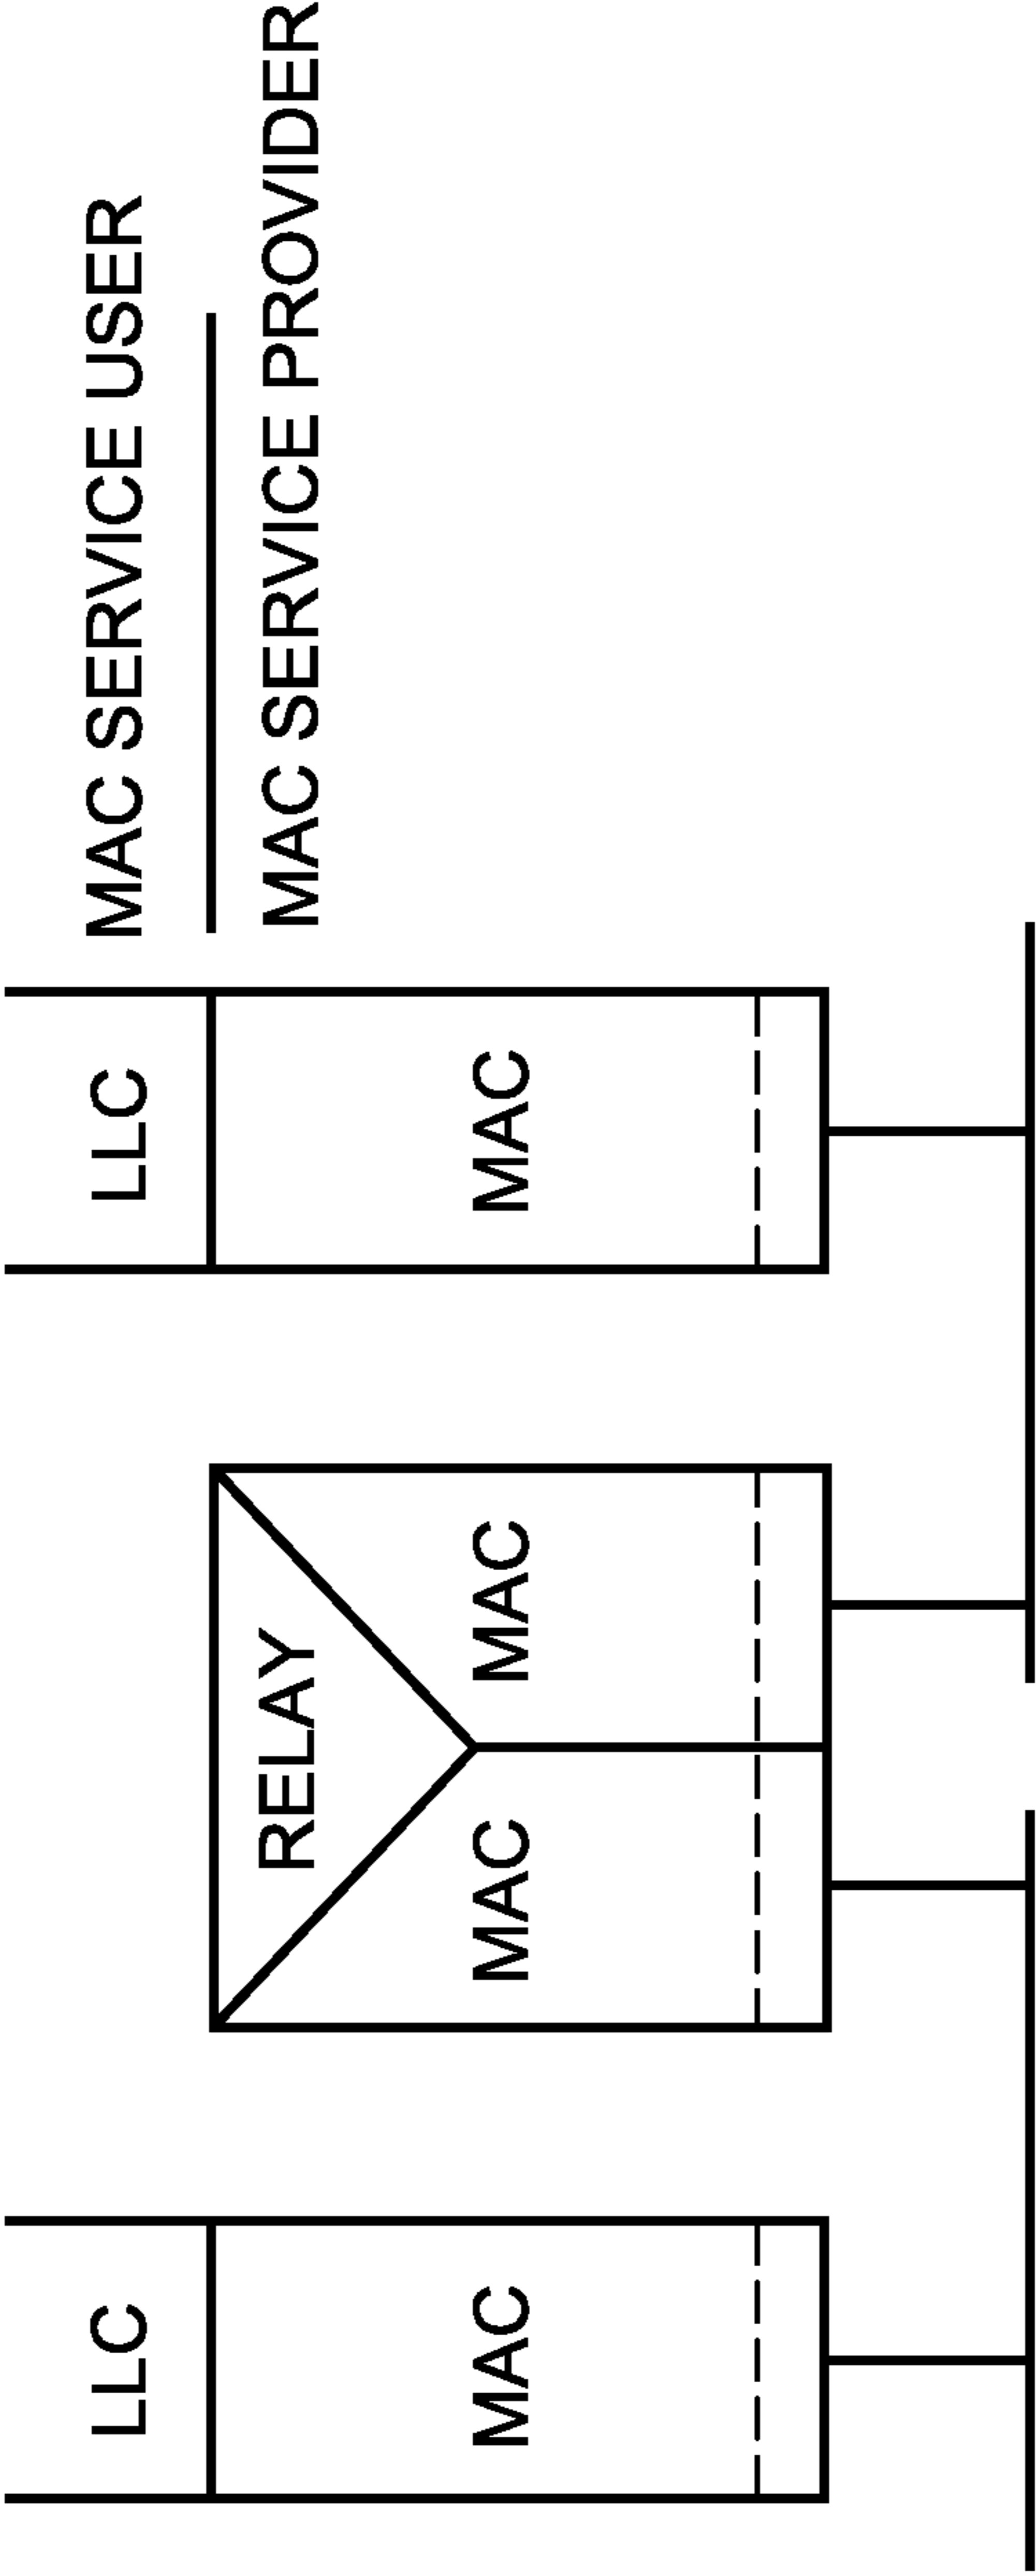 LLC
LLC
MAC SERVICE USER
RELAY
MAC SERVICE PROVIDER
MAC
MAC
MAC
MAC